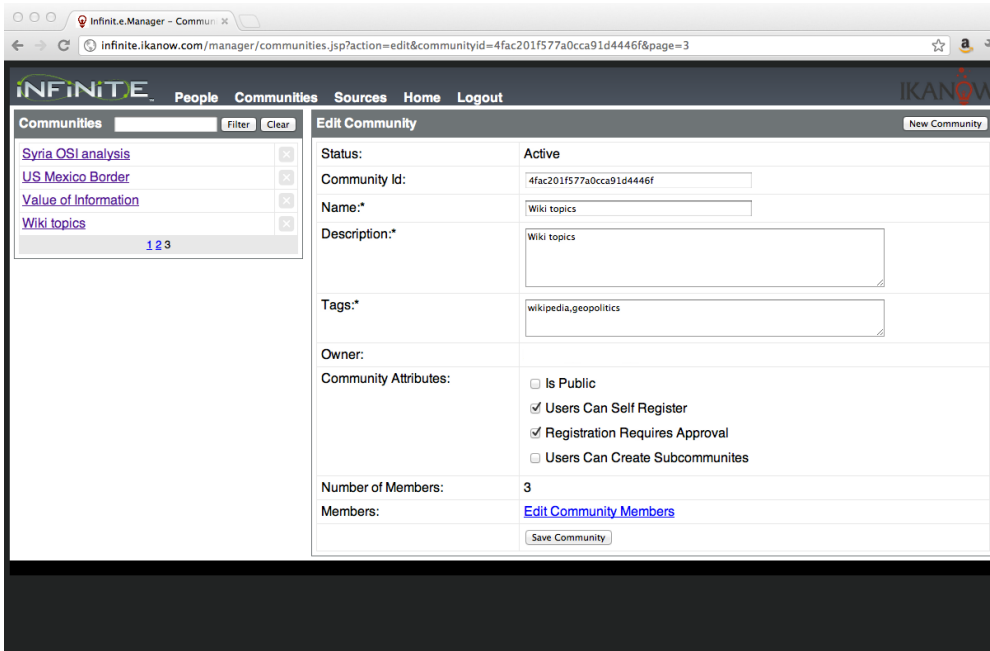 Infinit.e.Manager – Commun
infinite.ikanow.com/manager/communities.jsp?action=edit&communityid=4fac201f577a0cca91d4446f&page=3
INFINIT.E
People Communities Sources Home Logout
IKANOW
Communities Filter Clear
Edit Community New Community
Syria OSI analysis
US Mexico Border
Value of Information
Wiki topics
1 2 3
Status: Active
Community Id: 4fac201f577a0cca91d4446f
Name:* Wiki topics
Description:* Wiki topics
Tags:* wikipedia,geopolitics
Owner:
Community Attributes:
Is Public
Users Can Self Register
Registration Requires Approval
Users Can Create Subcommunites
Number of Members: 3
Members: Edit Community Members
Save Community